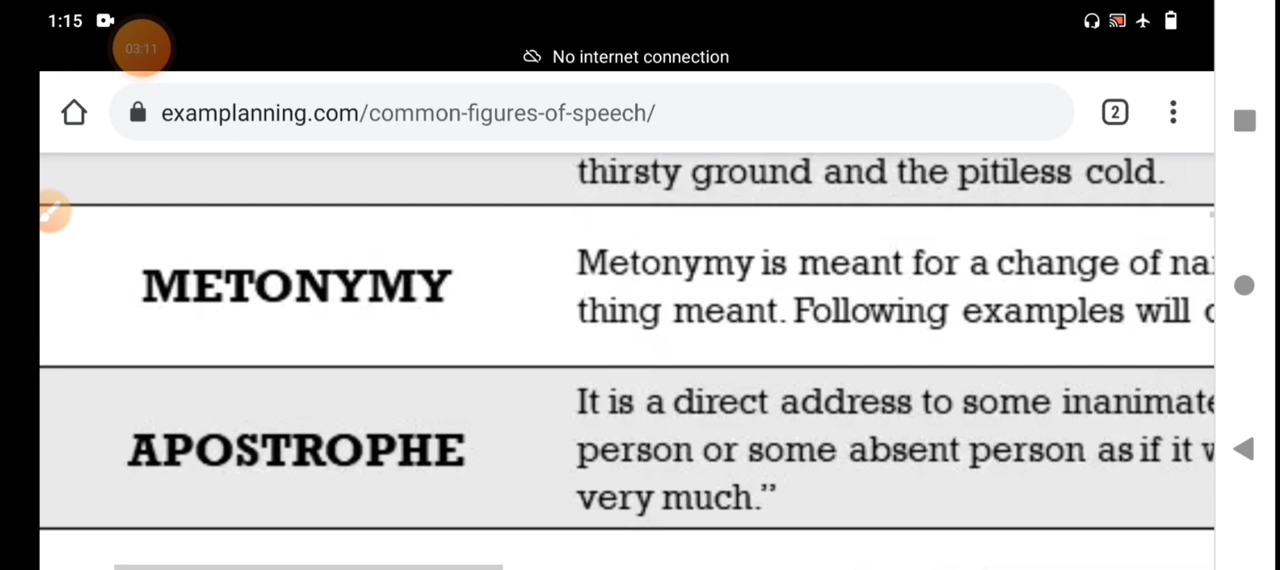 1:15
03:11
No internet connection
examplanning.com/common-figures-of-speech/
2
thirsty ground and the pitiless cold.
METONYMY
Metonymy is meant for a change of na
thing meant. Following examples will
APOSTROPHE
It is a direct address to some inanimate
person or some absent person as if it
very much.”